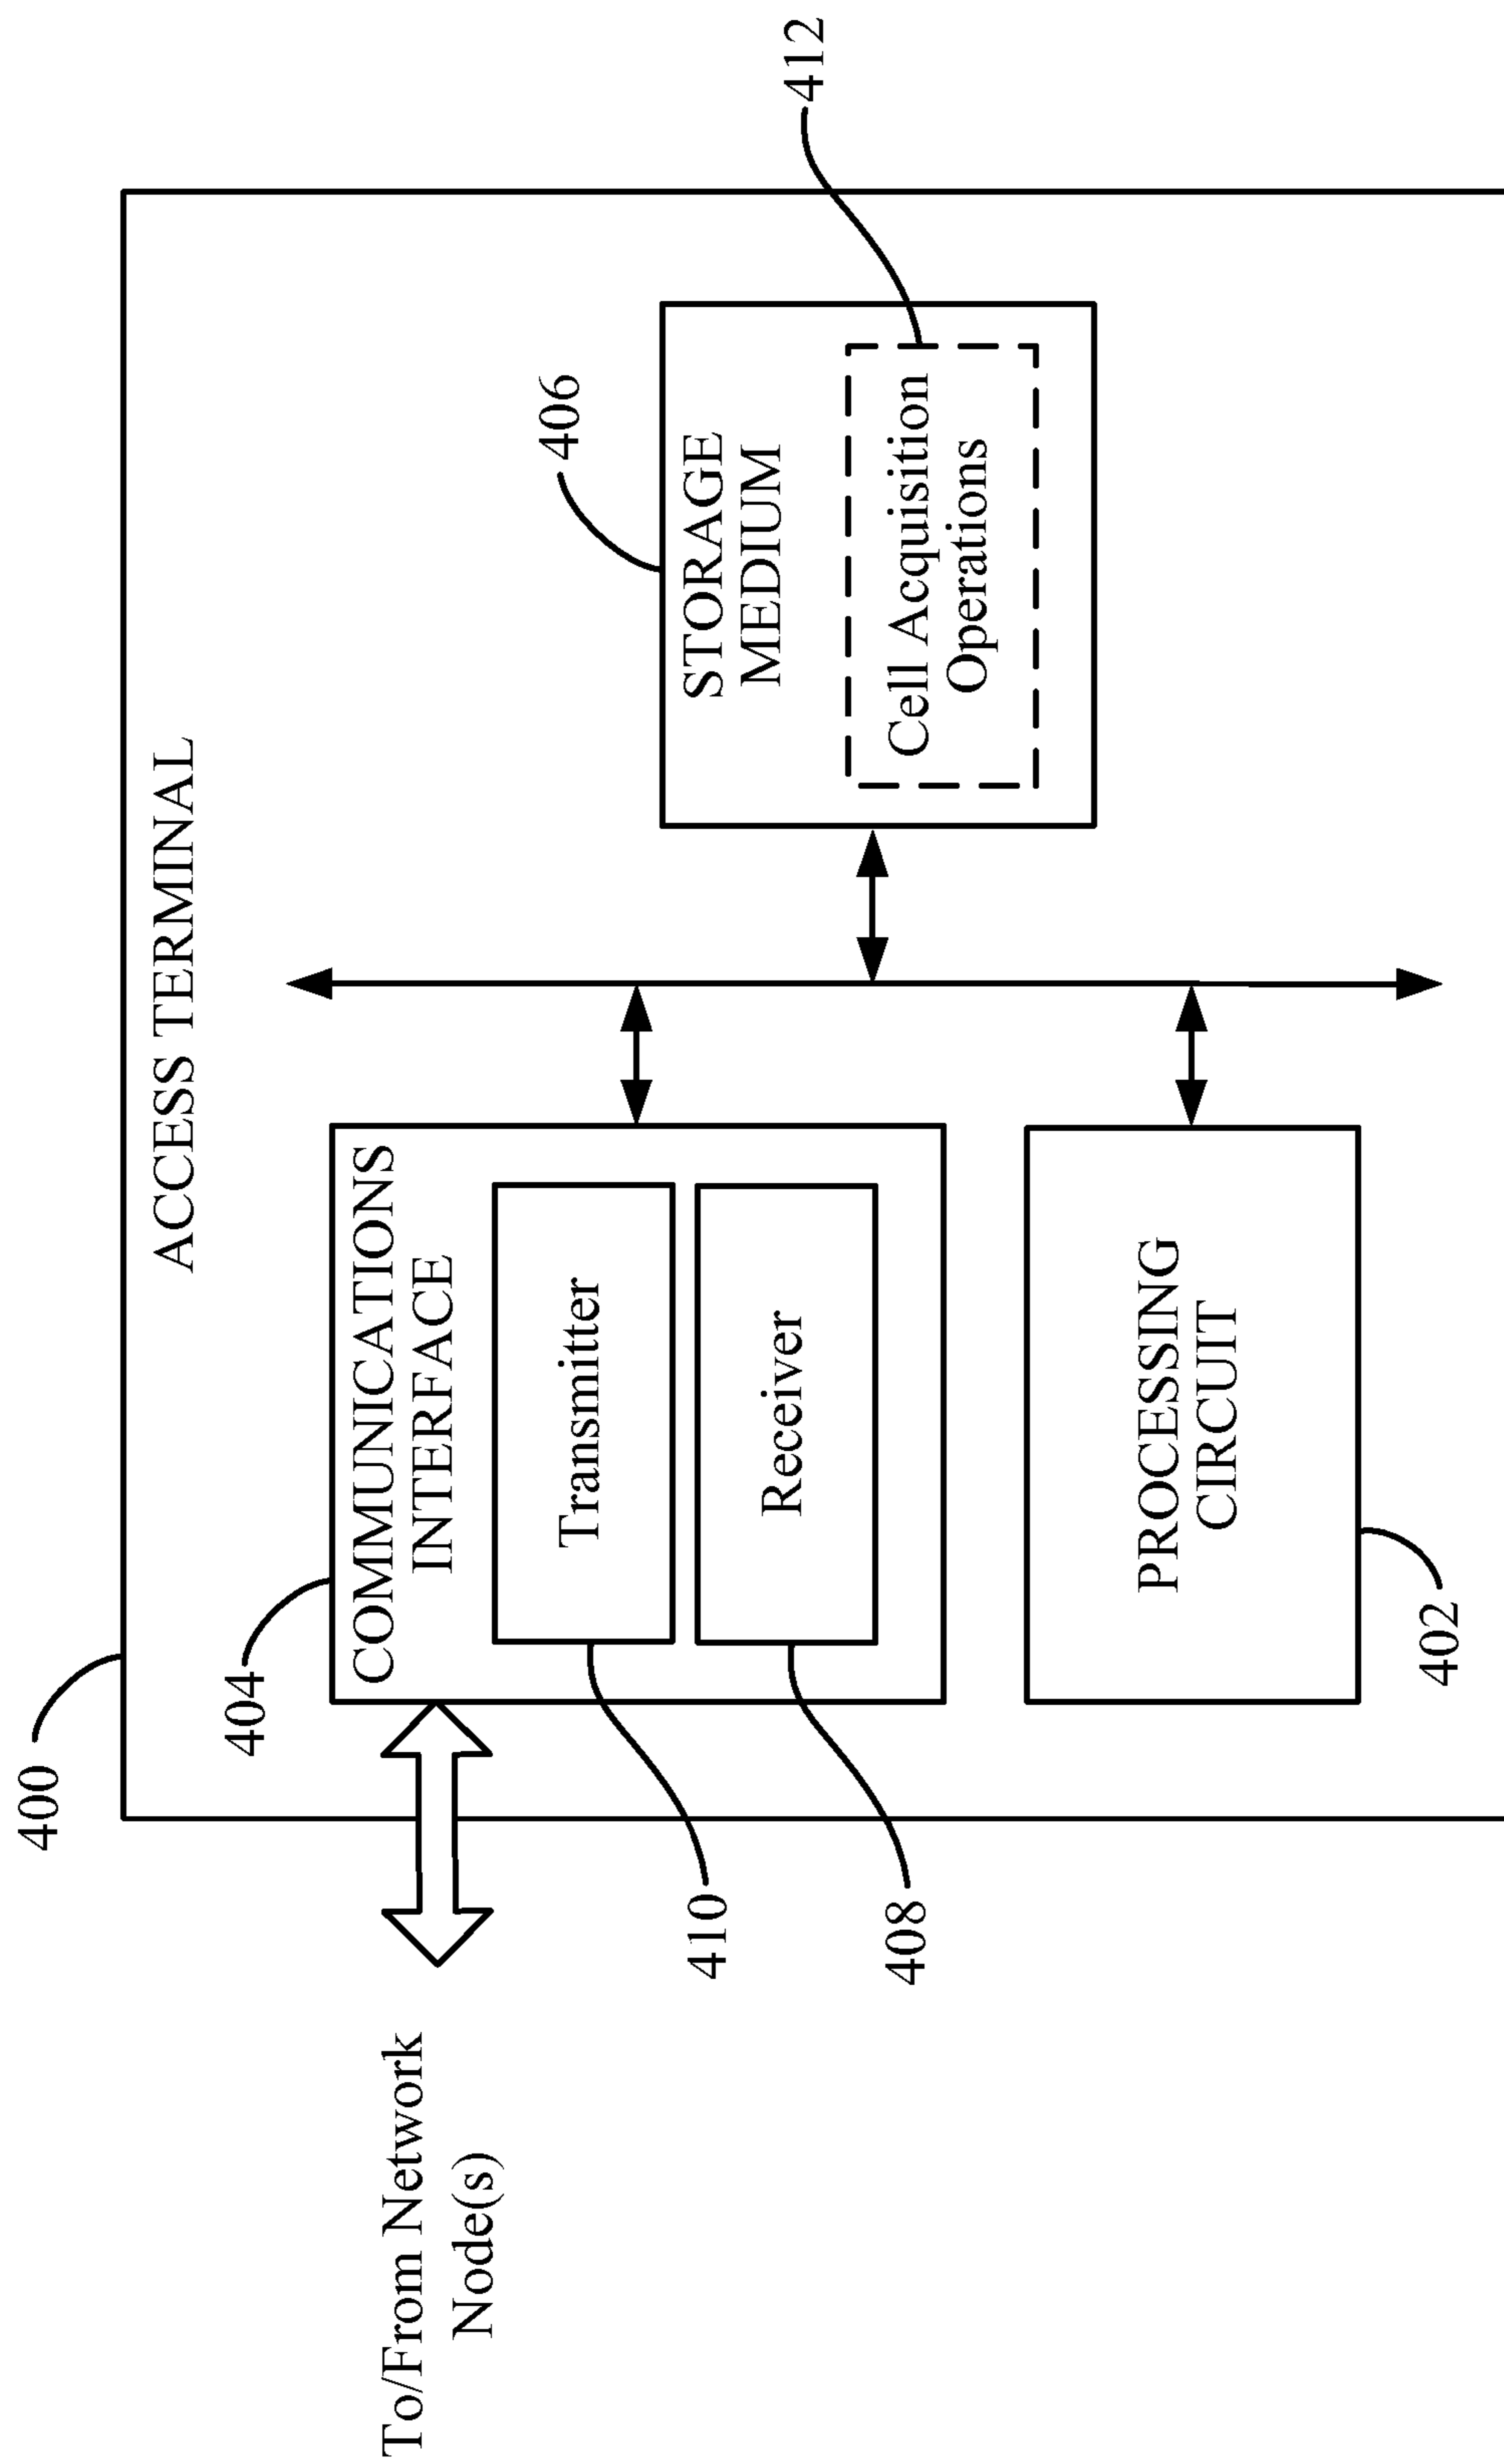 400
ACCESS TERMINAL
404
COMMUNICATIONS
INTERFACE
To/From Network
Node(s)
Transmitter
410
Receiver
408
406
STORAGE
MEDIUM
Cell Acquisition
Operations
412
PROCESSING
CIRCUIT
402